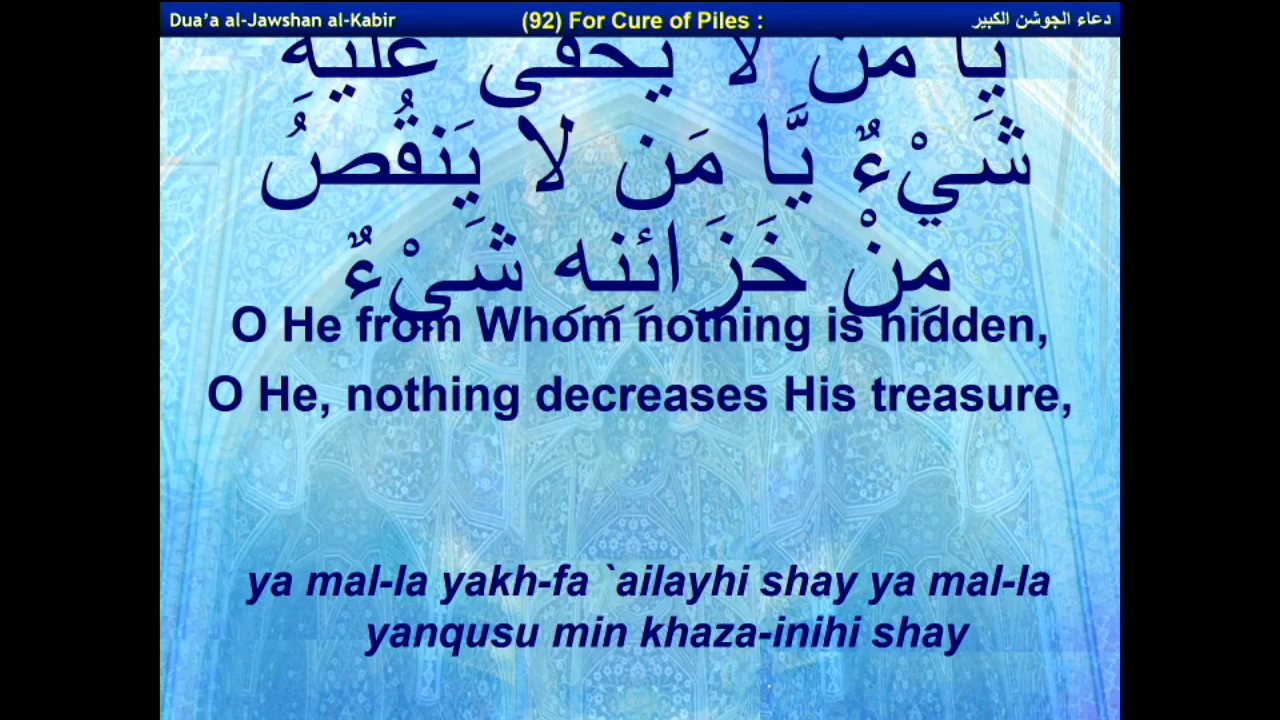 Dua’a al-Jawshan al-Kabir
(92) For Cure of Piles :
دعاء الجوشن الكبير
يَا مَنْ لَا يَخْفَى عَلَيْهِ
شَيْءٌ يَّا مَن لَا يَنقُصُ
مِنْ خَزَائِنِهِ شَيْءٌ
O He from Whom nothing is hidden,
O He, nothing decreases His treasure,
ya mal-la yakh-fa `ailayhi shay ya mal-la
yanqusu min khaza-inihi shay